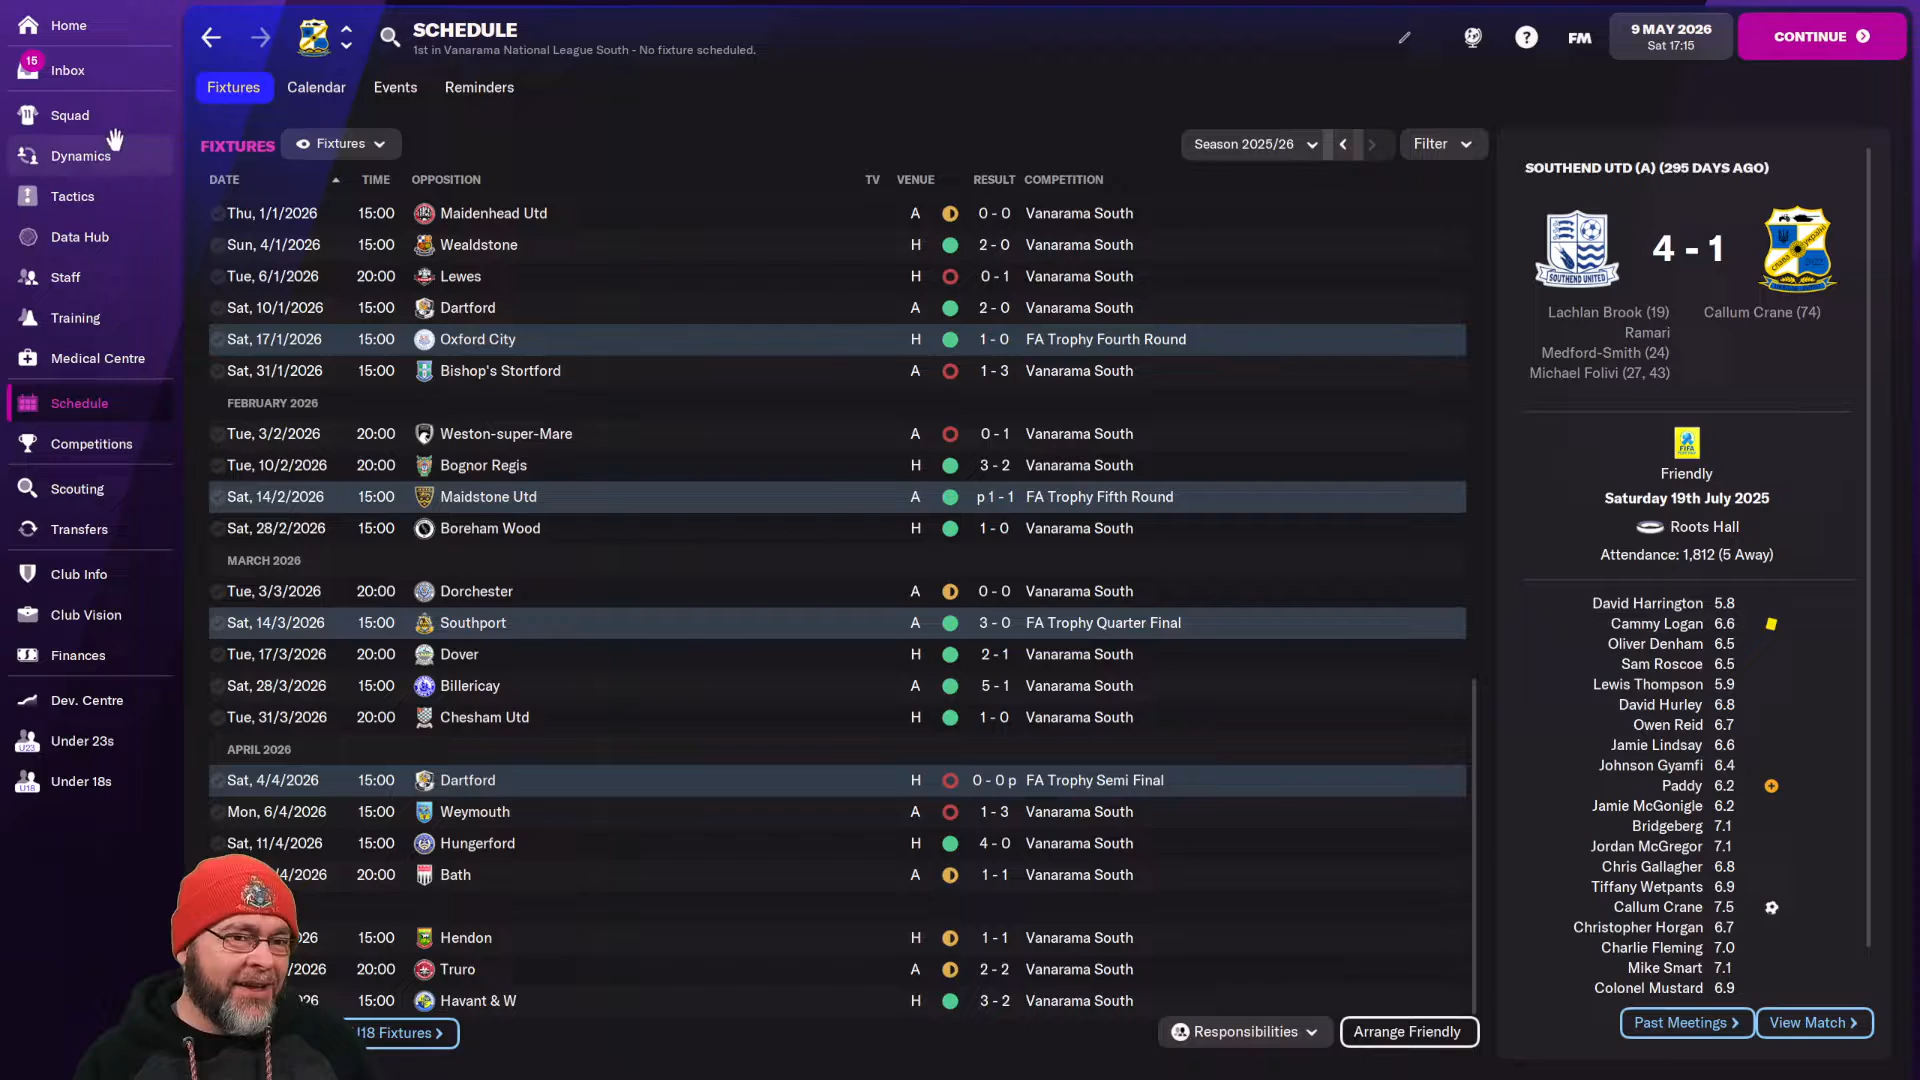 Home
15
Inbox
Squad
Dynamics
Tactics
Data Hub
Staff
Training
Medical Centre
Schedule
Competitions
Scouting
Transfers
Club Info
Club Vision
Finances
Dev. Centre
U23
Under 23s
U18
Under 18s
SCHEDULE
1st in Vanarama National League South - No fixture scheduled.
FM
9 MAY 2026
Sat 17:15
CONTINUE
Fixtures Calendar Events Reminders
FIXTURES Fixtures Season 2025/26 Filter
DATE TIME OPPOSITION TV VENUE RESULT COMPETITION
Thu, 1/1/2026 15:00 Maidenhead Utd A 0 - 0 Vanarama South
Sun, 4/1/2026 15:00 Wealdstone H 2 - 0 Vanarama South
Tue, 6/1/2026 20:00 Lewes H 0 - 1 Vanarama South
Sat, 10/1/2026 15:00 Dartford A 2 - 0 Vanarama South
Sat, 17/1/2026 15:00 Oxford City H 1 - 0 FA Trophy Fourth Round
Sat, 31/1/2026 15:00 Bishop's Stortford A 1 - 3 Vanarama South
FEBRUARY 2026
Tue, 3/2/2026 20:00 Weston-super-Mare A 0 - 1 Vanarama South
Tue, 10/2/2026 20:00 Bognor Regis H 3 - 2 Vanarama South
Sat, 14/2/2026 15:00 Maidstone Utd A p 1 - 1 FA Trophy Fifth Round
Sat, 28/2/2026 15:00 Boreham Wood H 1 - 0 Vanarama South
MARCH 2026
Tue, 3/3/2026 20:00 Dorchester A 0 - 0 Vanarama South
Sat, 14/3/2026 15:00 Southport A 3 - 0 FA Trophy Quarter Final
Tue, 17/3/2026 20:00 Dover H 2 - 1 Vanarama South
Sat, 28/3/2026 15:00 Billericay A 5 - 1 Vanarama South
Tue, 31/3/2026 20:00 Chesham Utd H 1 - 0 Vanarama South
APRIL 2026
Sat, 4/4/2026 15:00 Dartford H 0 - 0 p FA Trophy Semi Final
Mon, 6/4/2026 15:00 Weymouth A 1 - 3 Vanarama South
Sat, 11/4/2026 15:00 Hungerford H 4 - 0 Vanarama South
/4/2026 20:00 Bath A 1 - 1 Vanarama South
026 15:00 Hendon H 1 - 1 Vanarama South
/2026 20:00 Truro A 2 - 2 Vanarama South
026 15:00 Havant & W H 3 - 2 Vanarama South
U18 Fixtures Responsibilities Arrange Friendly
SOUTHEND UTD (A) (295 DAYS AGO)
SOUTHEND UNITED
4 - 1
Lachlan Brook (19) Callum Crane (74)
Ramari
Medford-Smith (24)
Michael Folivi (27, 43)
FIFA
Friendly
Saturday 19th July 2025
Roots Hall
Attendance: 1,812 (5 Away)
David Harrington 5.8
Cammy Logan 6.6
Oliver Denham 6.5
Sam Roscoe 6.5
Lewis Thompson 5.9
David Hurley 6.8
Owen Reid 6.7
Jamie Lindsay 6.6
Johnson Gyamfi 6.4
Paddy 6.2
Jamie McGonigle 6.2
Bridgeberg 7.1
Jordan McGregor 7.1
Chris Gallagher 6.8
Tiffany Wetpants 6.9
Callum Crane 7.5
Christopher Horgan 6.7
Charlie Fleming 7.0
Mike Smart 7.1
Colonel Mustard 6.9
Past Meetings View Match